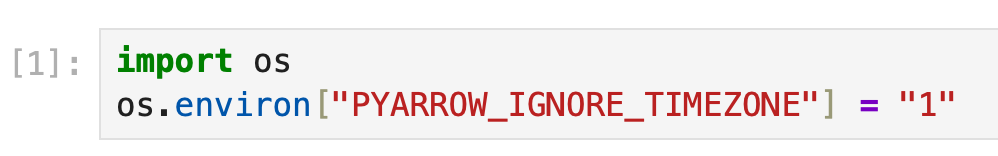 [1]: import os
os.environ["PYARROW_IGNORE_TIMEZONE"] = "1"